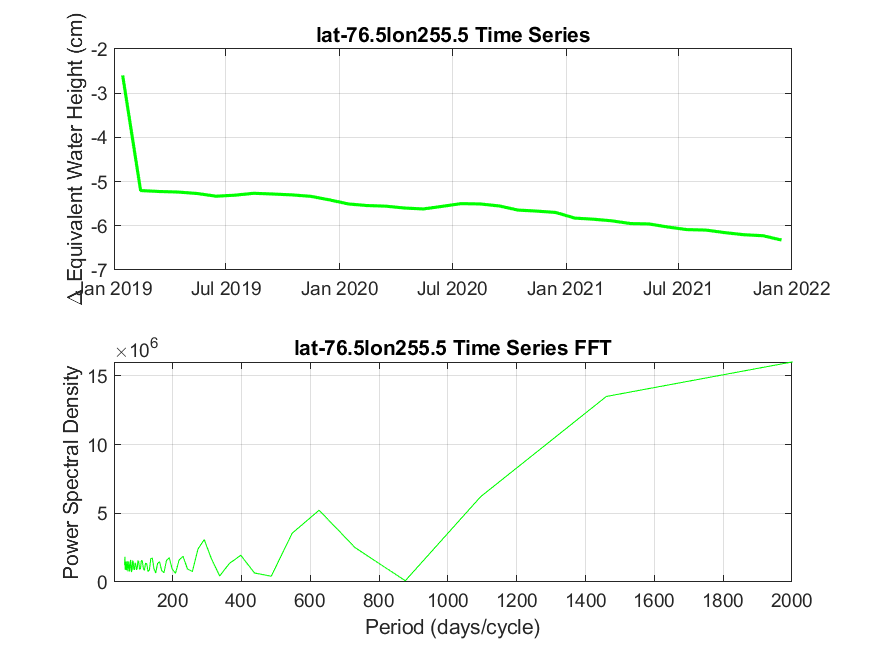 lat-76.5lon255.5 Time Series
Δ Equivalent Water Height (cm)
-2
-3
-4
-5
-6
-7
Jan 2019 Jul 2019 Jan 2020 Jul 2020 Jan 2021 Jul 2021 Jan 2022
lat-76.5lon255.5 Time Series FFT
×10^6
Power Spectral Density
15
10
5
0
200 400 600 800 1000 1200 1400 1600 1800 2000
Period (days/cycle)